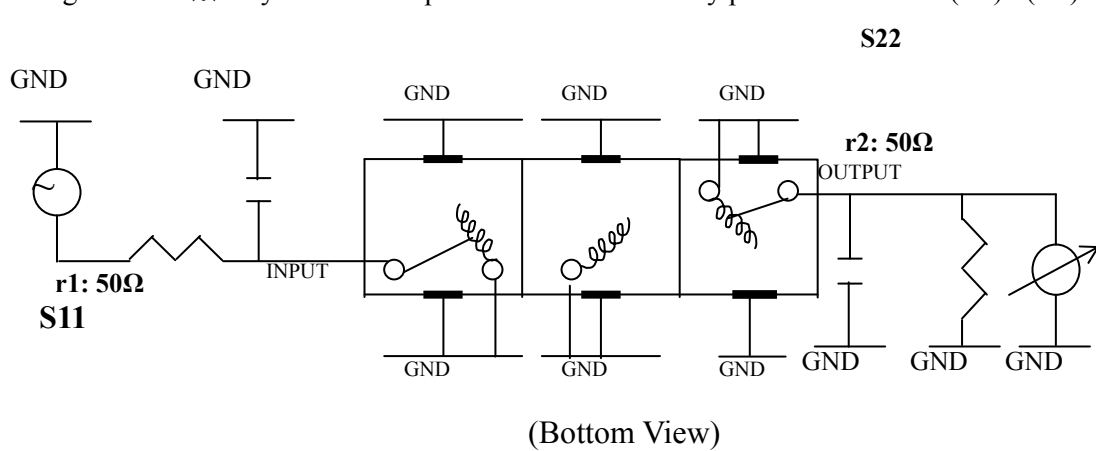 S22
GND
GND
GND
GND
GND
r2: 50Ω
OUTPUT
INPUT
r1: 50Ω
S11
GND
GND
GND
GND
GND
GND
(Bottom View)